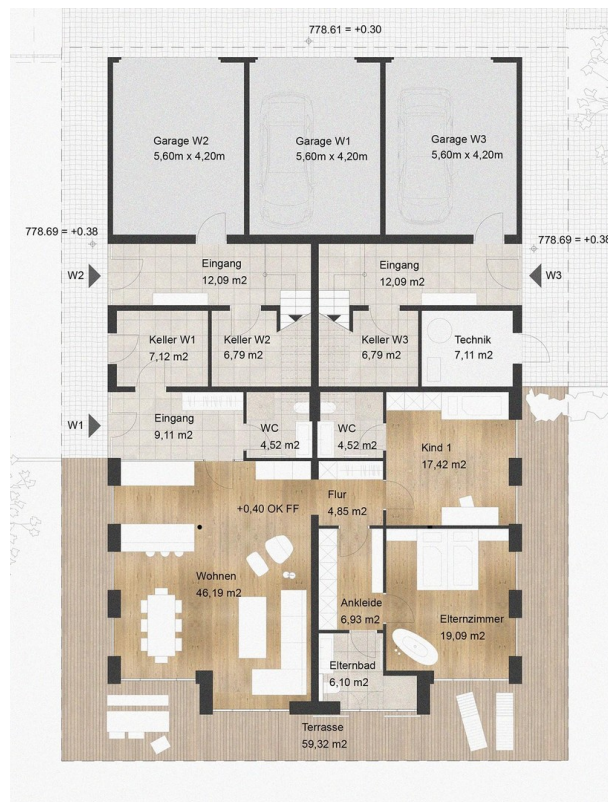 778.61 = +0.30
Garage W2
5,60m x 4,20m
Garage W1
5,60m x 4,20m
Garage W3
5,60m x 4,20m
778.69 = +0.38
778.69 = +0.38
W2
Eingang
12,09 m2
Eingang
12,09 m2
W3
Keller W1
7,12 m2
Keller W2
6,79 m2
Keller W3
6,79 m2
Technik
7,11 m2
W1
Eingang
9,11 m2
WC
4,52 m2
WC
4,52 m2
Kind 1
17,42 m2
+0,40 OK FF
Flur
4,85 m2
Wohnen
46,19 m2
Ankleide
6,93 m2
Elternzimmer
19,09 m2
Elternbad
6,10 m2
Terrasse
59,32 m2